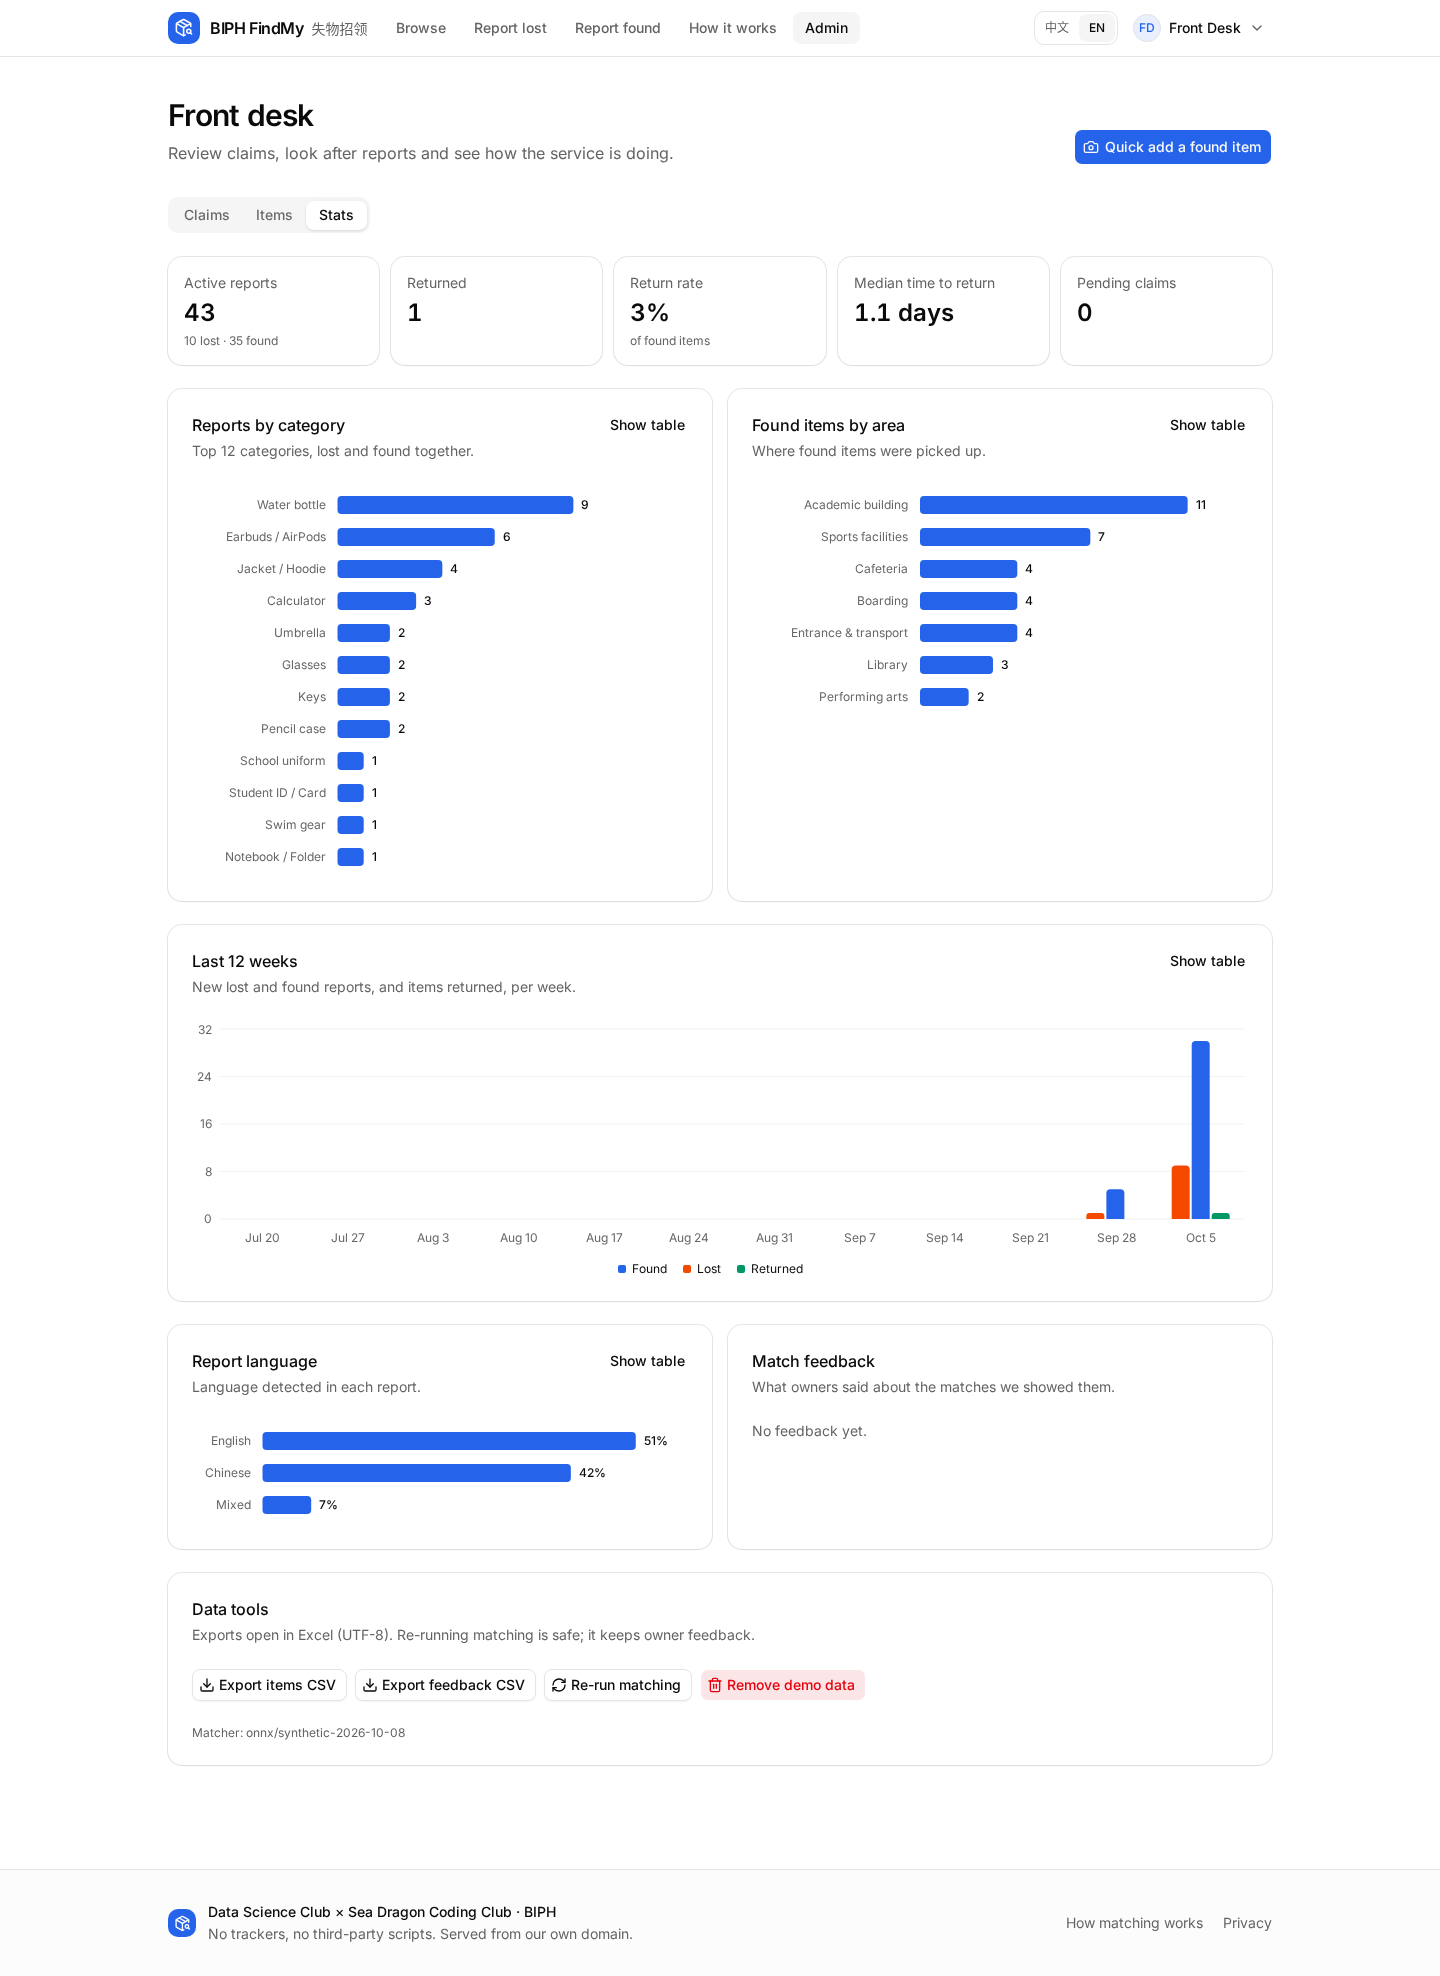 BIPH FindMy 失物招领 Browse Report lost Report found How it works Admin 中文 EN FD Front Desk
Front desk
Review claims, look after reports and see how the service is doing.
Quick add a found item
Claims Items Stats
Active reports
43
10 lost · 35 found
Returned
1
Return rate
3%
of found items
Median time to return
1.1 days
Pending claims
0
Reports by category Show table
Top 12 categories, lost and found together.
Water bottle 9
Earbuds / AirPods 6
Jacket / Hoodie 4
Calculator 3
Umbrella 2
Glasses 2
Keys 2
Pencil case 2
School uniform 1
Student ID / Card 1
Swim gear 1
Notebook / Folder 1
Found items by area Show table
Where found items were picked up.
Academic building 11
Sports facilities 7
Cafeteria 4
Boarding 4
Entrance & transport 4
Library 3
Performing arts 2
Last 12 weeks Show table
New lost and found reports, and items returned, per week.
32
24
16
8
0
Jul 20 Jul 27 Aug 3 Aug 10 Aug 17 Aug 24 Aug 31 Sep 7 Sep 14 Sep 21 Sep 28 Oct 5
Found Lost Returned
Report language Show table
Language detected in each report.
English 51%
Chinese 42%
Mixed 7%
Match feedback
What owners said about the matches we showed them.
No feedback yet.
Data tools
Exports open in Excel (UTF-8). Re-running matching is safe; it keeps owner feedback.
Export items CSV Export feedback CSV Re-run matching Remove demo data
Matcher: onnx/synthetic-2026-10-08
Data Science Club × Sea Dragon Coding Club · BIPH
No trackers, no third-party scripts. Served from our own domain.
How matching works Privacy